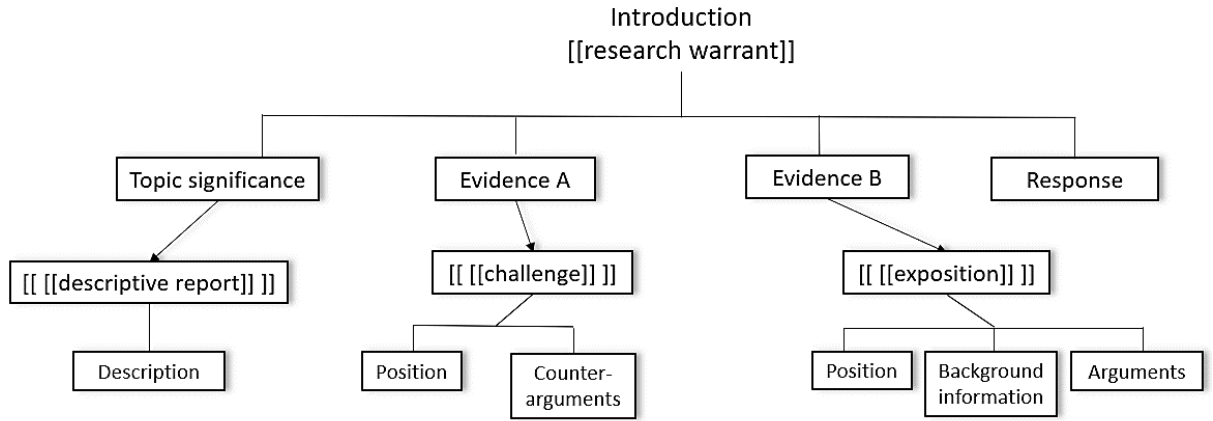 Introduction
[[research warrant]]
Topic significance
Evidence A
Evidence B
Response
[[ [[descriptive report]] ]]
[[ [[challenge]] ]]
[[ [[exposition]] ]]
Description
Position
Counter-
arguments
Position
Background
information
Arguments